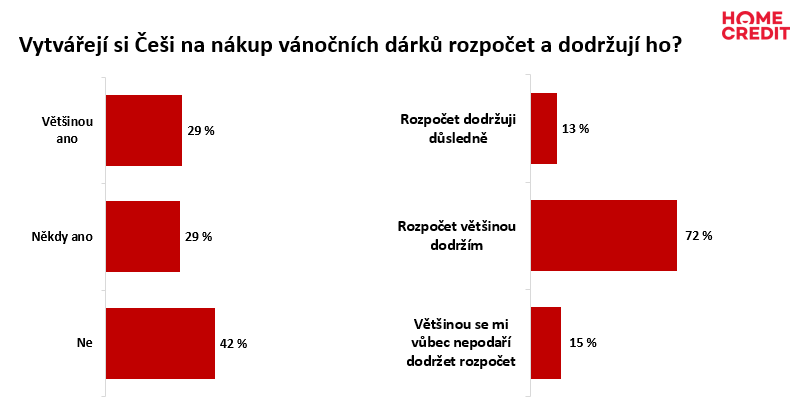 HOME
CREDIT
Vytvářejí si Češi na nákup vánočních dárků rozpočet a dodržují ho?
Většinou
ano
29 %
Někdy ano
29 %
Ne
42 %
Rozpočet dodržuji
důsledně
13 %
Rozpočet většinou
dodržím
72 %
Většinou se mi
vůbec nepodaří
dodržet rozpočet
15 %